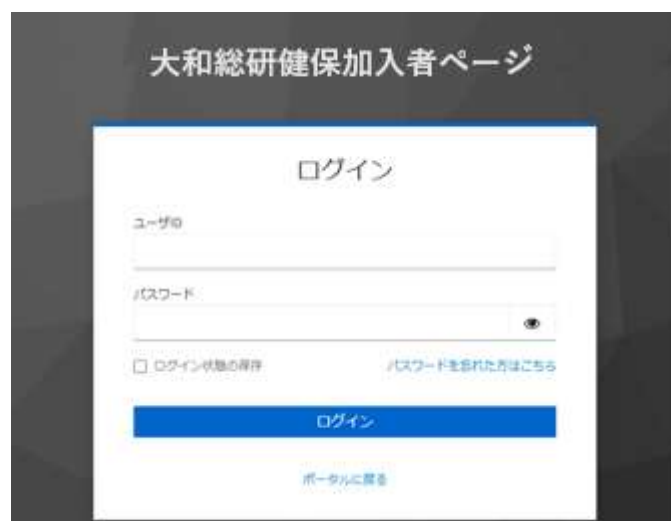 大和総研健保加入者ページ
ログイン
ユーザID
パスワード
ログイン状態の保存
パスワードを忘れた方はこちら
ログイン
ポータルに戻る